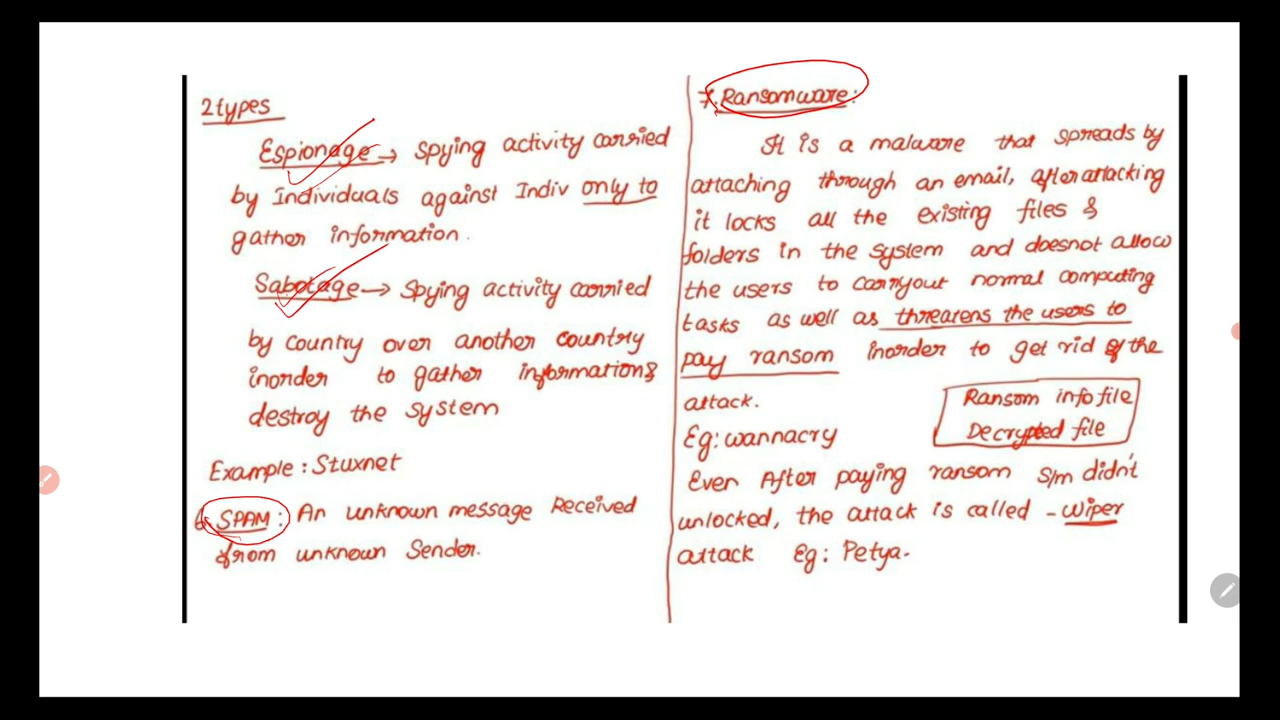 2types
Espionage → Spying activity carried
by Individuals against Indiv only to
gather information.
Sabotage → Spying activity carried
by country over another country
inorder to gather information &
destroy the system
Example : Stuxnet
6. SPAM : An unknown message Received
from unknown Sender.
7. Ransomware :
It is a malware that spreads by
attaching through an email, after attacking
it locks all the existing files &
folders in the system and doesnot allow
the users to carryout normal computing
tasks as well as threatens the users to
pay ransom inorder to get rid of the
attack.
Ransom info file
Decrypted file
Eg: wannacry
Even After paying ransom s/m didn't
unlocked, the attack is called - wiper
attack Eg: Petya.